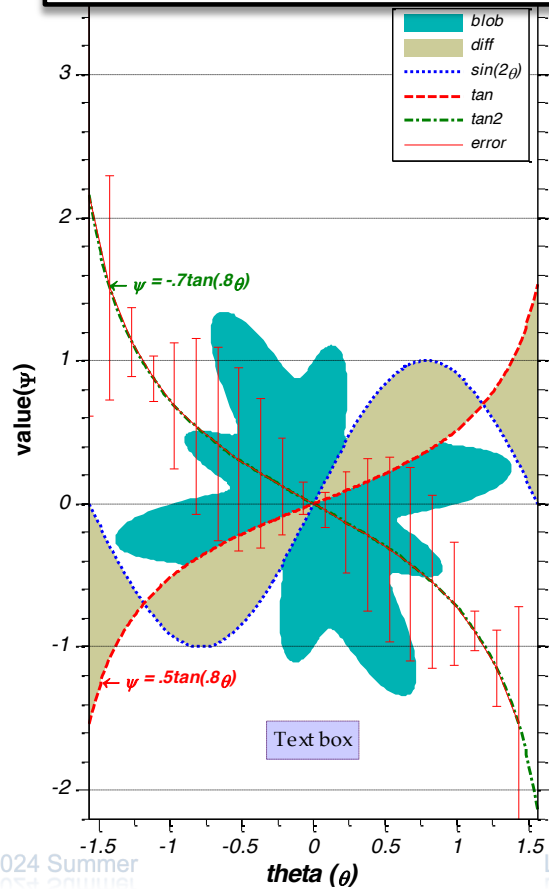 blob
diff
sin(2θ)
tan
tan2
error
3
2
1
0
-1
-2
value(Ψ)
ψ = -.7tan(.8θ)
ψ = .5tan(.8θ)
Text box
-1.5 -1 -0.5 0 0.5 1 1.5
theta (θ)
024 Summer